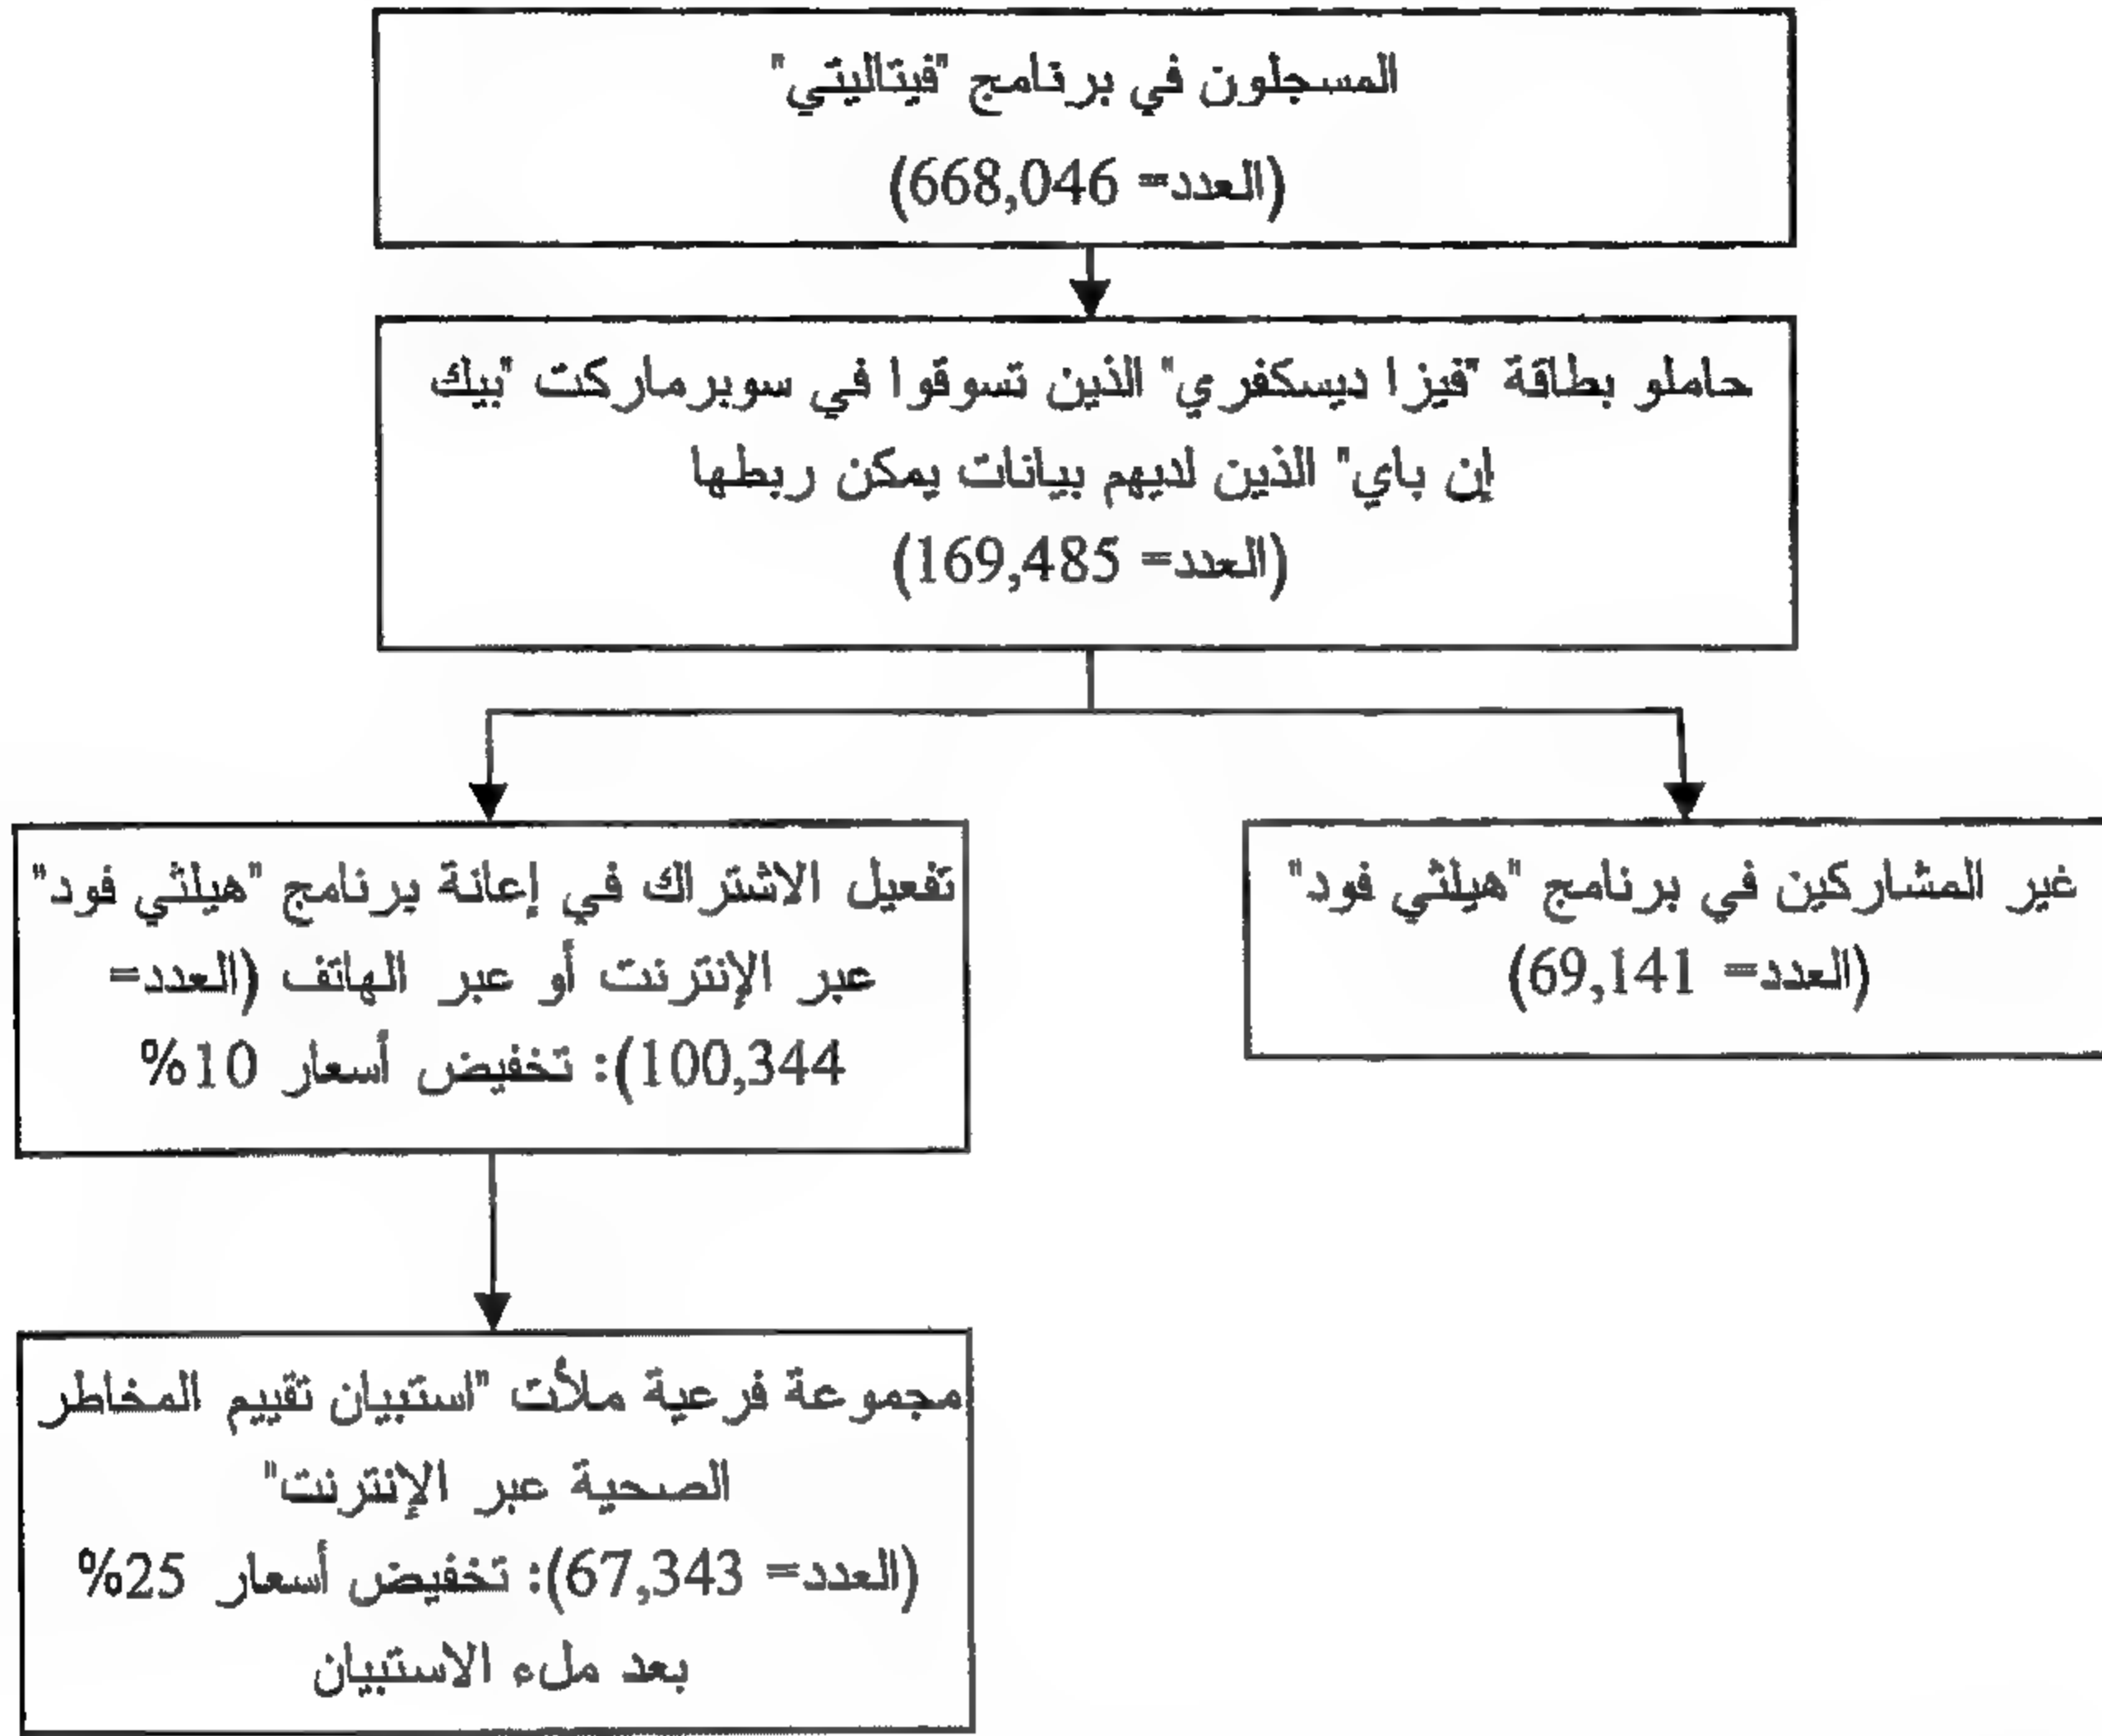 المسجلون في برنامج "فيتاليتي"
(العدد= 668,046)
حاملو بطاقة "فيزا ديسكفري" الذين تسوقوا في سوبرماركت "بيك
إن باي" الذين لديهم بيانات يمكن ربطها
(العدد= 169,485)
غير المشاركين في برنامج "هيلثي فود"
(العدد= 69,141)
تفعيل الاشتراك في إعانة برنامج "هيلثي فود"
عبر الإنترنت أو عبر الهاتف (العدد=
100,344): تخفيض أسعار 10%
مجموعة فرعية ملأت "استبيان تقييم المخاطر
الصحية عبر الإنترنت"
(العدد= 67,343): تخفيض أسعار 25%
بعد ملء الاستبيان